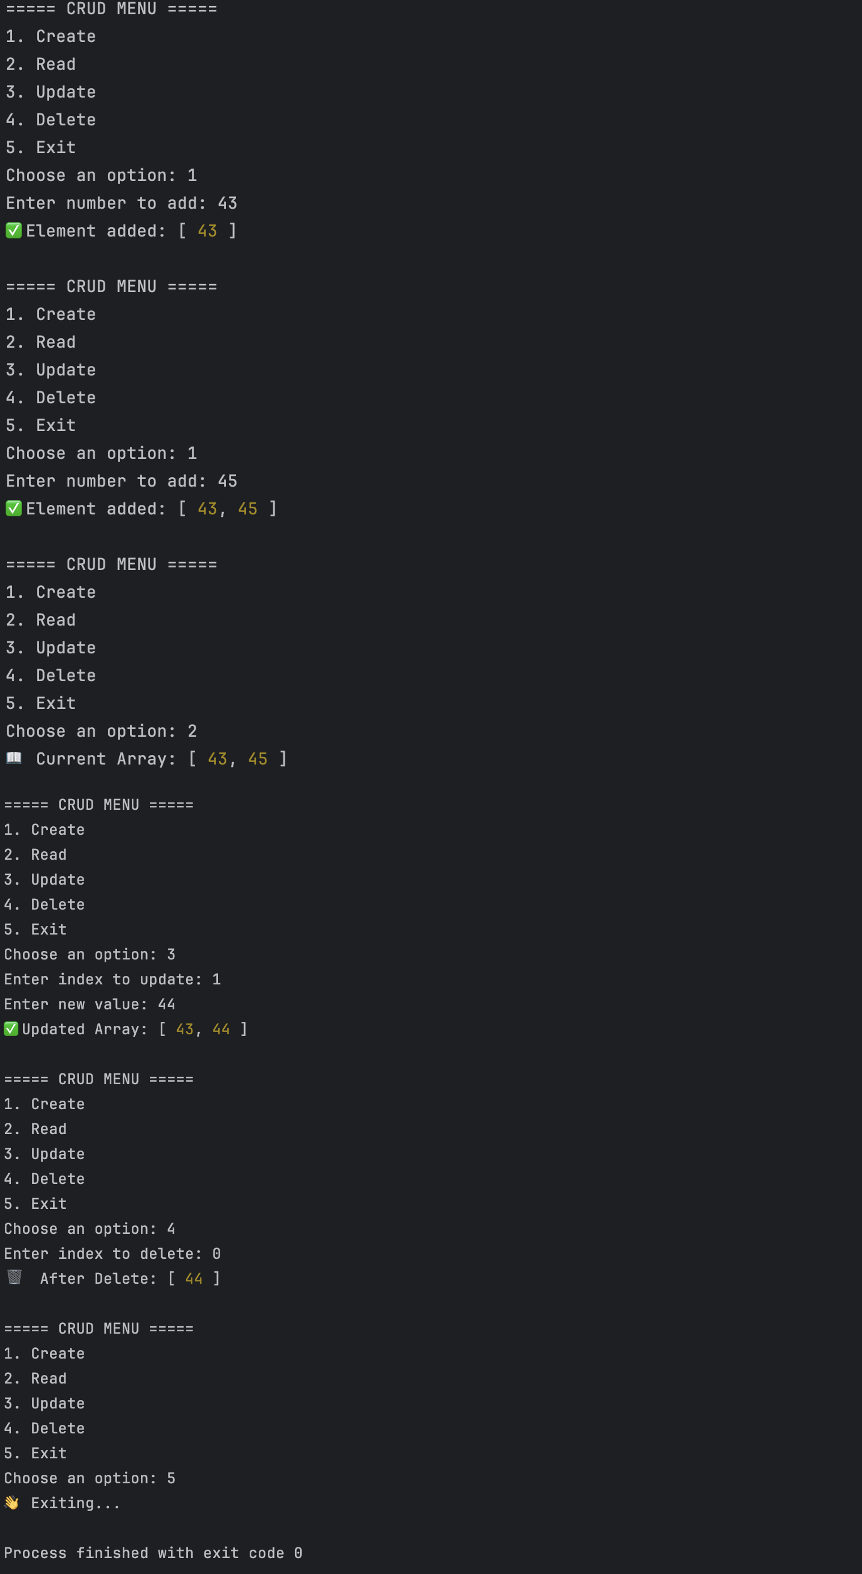 ===== CRUD MENU =====
1. Create
2. Read
3. Update
4. Delete
5. Exit
Choose an option: 1
Enter number to add: 43
✅Element added: [ 43 ]
===== CRUD MENU =====
1. Create
2. Read
3. Update
4. Delete
5. Exit
Choose an option: 1
Enter number to add: 45
✅Element added: [ 43, 45 ]
===== CRUD MENU =====
1. Create
2. Read
3. Update
4. Delete
5. Exit
Choose an option: 2
📖 Current Array: [ 43, 45 ]
===== CRUD MENU =====
1. Create
2. Read
3. Update
4. Delete
5. Exit
Choose an option: 3
Enter index to update: 1
Enter new value: 44
✅Updated Array: [ 43, 44 ]
===== CRUD MENU =====
1. Create
2. Read
3. Update
4. Delete
5. Exit
Choose an option: 4
Enter index to delete: 0
🗑 After Delete: [ 44 ]
===== CRUD MENU =====
1. Create
2. Read
3. Update
4. Delete
5. Exit
Choose an option: 5
👋 Exiting...
Process finished with exit code 0